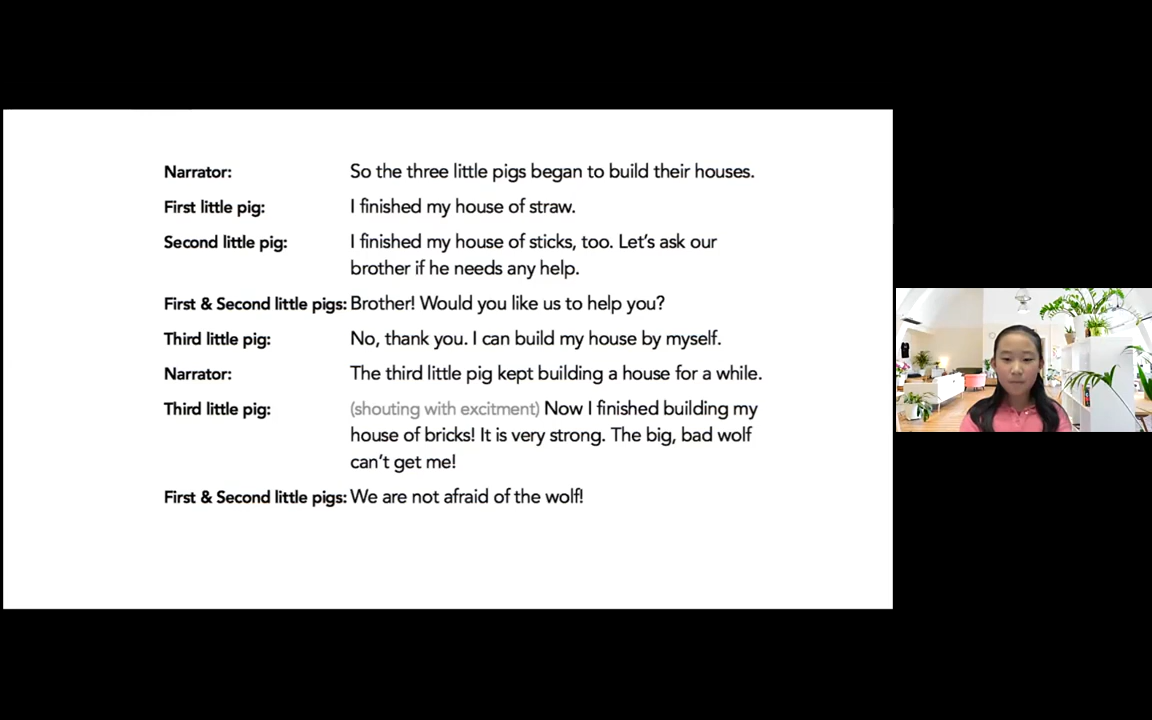 Narrator: So the three little pigs began to build their houses.
First little pig: I finished my house of straw.
Second little pig: I finished my house of sticks, too. Let's ask our
brother if he needs any help.
First & Second little pigs: Brother! Would you like us to help you?
Third little pig: No, thank you. I can build my house by myself.
Narrator: The third little pig kept building a house for a while.
Third little pig: (shouting with excitment) Now I finished building my
house of bricks! It is very strong. The big, bad wolf
can't get me!
First & Second little pigs: We are not afraid of the wolf!